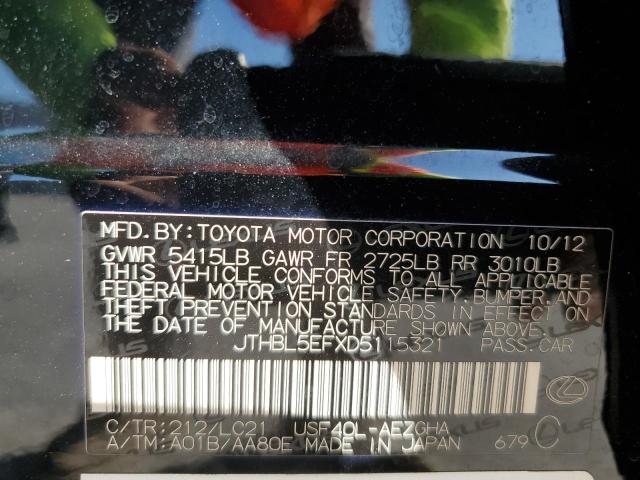 MFD. BY: TOYOTA MOTOR CORPORATION 10/12
GVWR 5415LB GAWR FR 2725LB RR 3010LB
THIS VEHICLE CONFORMS TO ALL APPLICABLE
FEDERAL MOTOR VEHICLE SAFETY, BUMPER, AND
THEFT PREVENTION STANDARDS IN EFFECT ON
THE DATE OF MANUFACTURE SHOWN ABOVE.
JTHBL5EFXD5115321 PASS.CAR
C/TR: 212/LC21 USF40L-AEZGHA
A/TM: A01B/AA80E MADE IN JAPAN 679